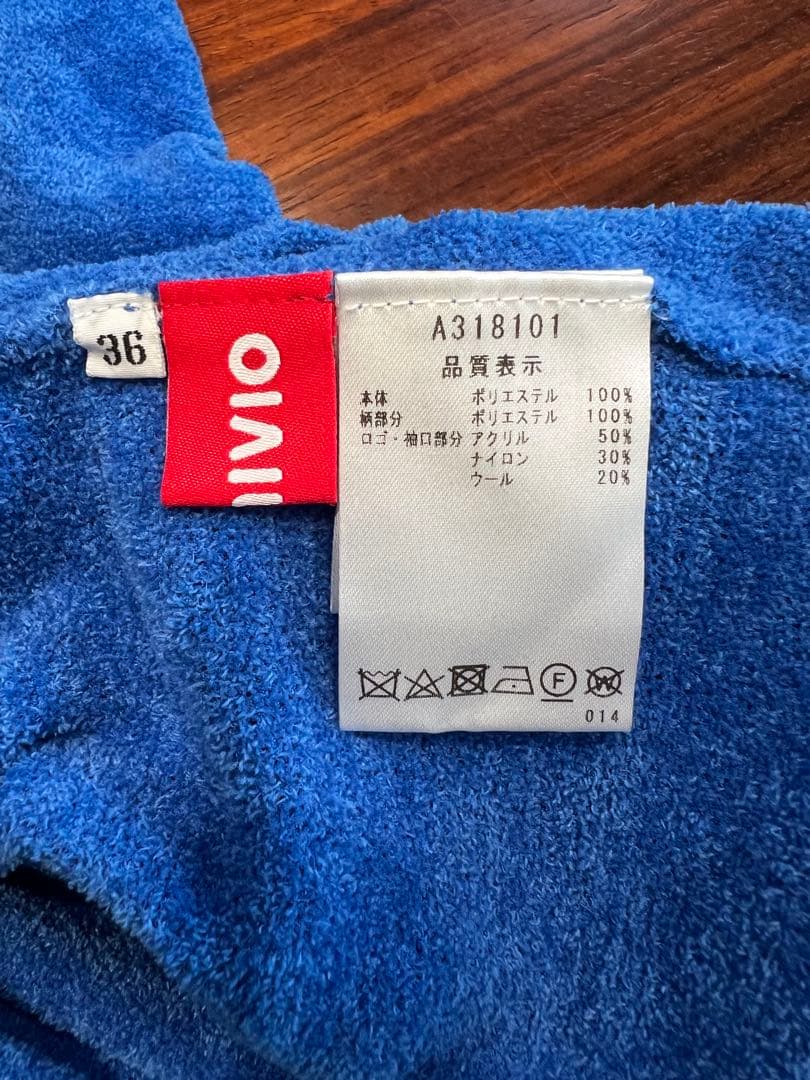 36
IVIO
A318101
品質表示
本体 ポリエステル 100%
柄部分 ポリエステル 100%
ロゴ・袖口部分 アクリル 50%
ナイロン 30%
ウール 20%
F W
014